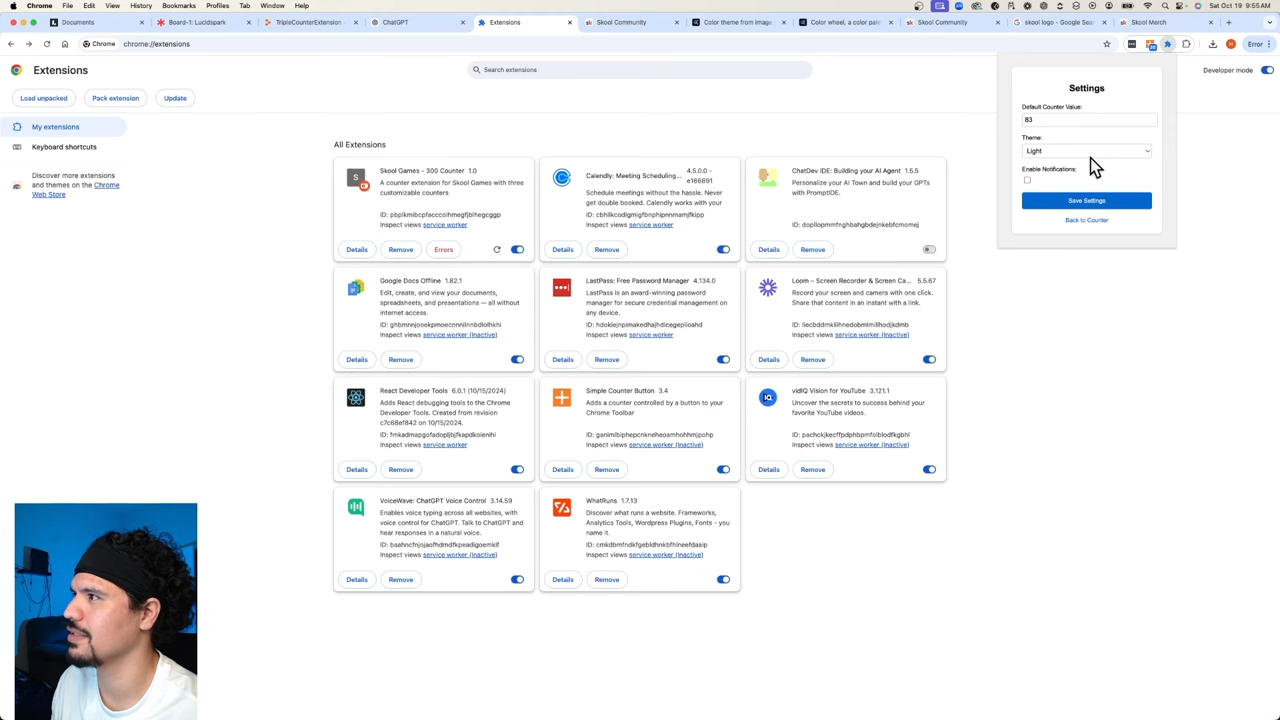 Chrome File Edit View History Bookmarks Profiles Tab Window Help
Sat Oct 19 9:55 AM
Documents
Board-1: Lucidspark
TripleCounterExtension
ChatGPT
Extensions
Skool Community
Color theme from image
Color wheel, a color pale
Skool Community
skool logo - Google Sea
Skool Merch
Chrome chrome://extensions
Error
Extensions
Search extensions
Developer mode
Load unpacked
Pack extension
Update
My extensions
Keyboard shortcuts
Discover more extensions
and themes on the Chrome
Web Store
All Extensions
Skool Games - 300 Counter 1.0
A counter extension for Skool Games with three
customizable counters
Inspect views service worker
Details Remove Errors
Calendly: Meeting Scheduling... 4.5.0.0 -
e166891
Schedule meetings without the hassle. Never
get double booked. Calendly works with your
Inspect views service worker
Details Remove
ChatDev IDE: Building your AI Agent 1.5.5
Personalize your AI Town and build your GPTs
with PromptIDE.
Details Remove
Google Docs Offline 1.82.1
Edit, create, and view your documents,
spreadsheets, and presentations — all without
internet access.
Inspect views service worker (Inactive)
Details Remove
LastPass: Free Password Manager 4.134.0
LastPass is an award-winning password
manager for secure credential management on
any device.
Inspect views service worker
Details Remove
Loom – Screen Recorder & Screen Ca... 5.5.67
Record your screen and camera with one click.
Share that content in an instant with a link.
Inspect views service worker (Inactive)
Details Remove
React Developer Tools 6.0.1 (10/15/2024)
Adds React debugging tools to the Chrome
Developer Tools. Created from revision
c7c68ef842 on 10/15/2024.
Inspect views service worker
Details Remove
Simple Counter Button 3.4
Adds a counter controlled by a button to your
Chrome Toolbar
Inspect views service worker (Inactive)
Details Remove
vidIQ Vision for YouTube 3.121.1
Uncover the secrets to success behind your
favorite YouTube videos.
Inspect views service worker (Inactive)
Details Remove
VoiceWave: ChatGPT Voice Control 3.14.59
Enables voice typing across all websites, with
voice control for ChatGPT. Talk to ChatGPT and
hear responses in a natural voice.
Inspect views service worker (Inactive)
Details Remove
WhatRuns 1.7.13
Discover what runs a website. Frameworks,
Analytics Tools, Wordpress Plugins, Fonts - you
name it.
Inspect views service worker (Inactive)
Details Remove
Settings
Default Counter Value:
83
Theme:
Light
Enable Notifications:
Save Settings
Back to Counter